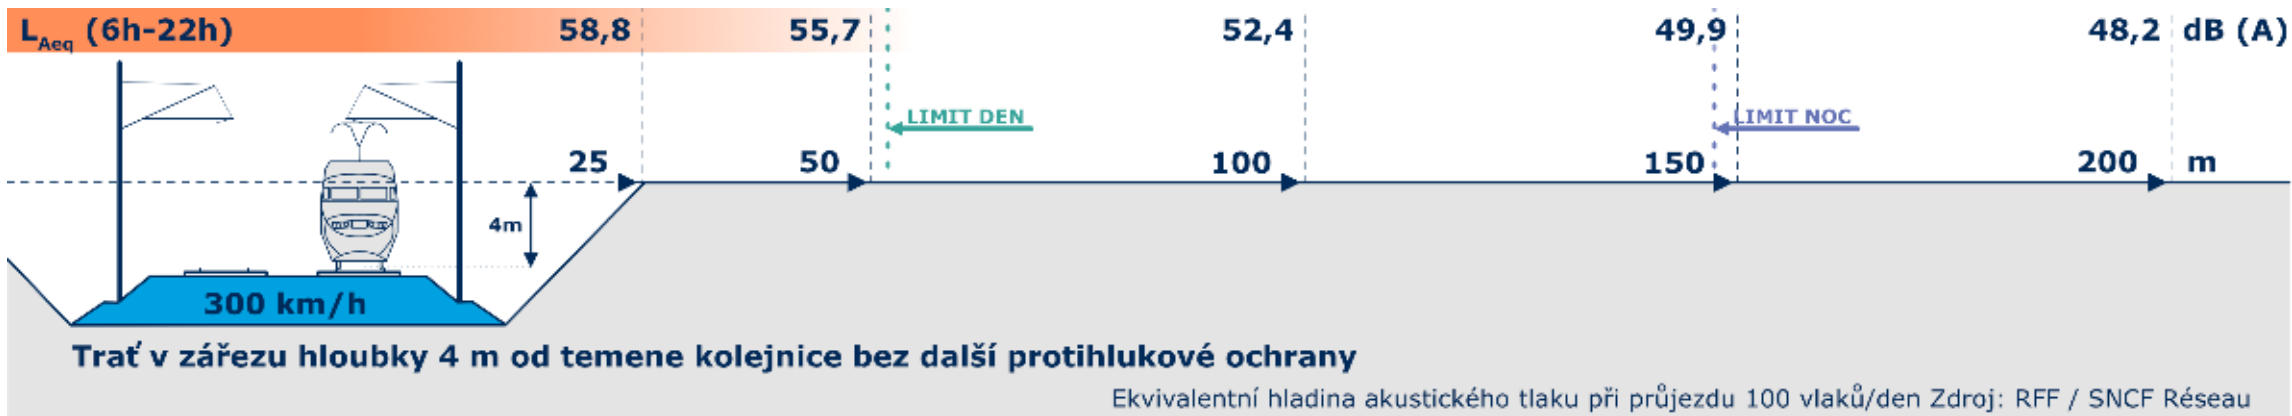 LAeq (6h-22h) 58,8 55,7 52,4 49,9 48,2 dB (A)
LIMIT DEN LIMIT NOC
25 50 100 150 200 m
4m
300 km/h
Trať v zářezu hloubky 4 m od temene kolejnice bez další protihlukové ochrany
Ekvivalentní hladina akustického tlaku při průjezdu 100 vlaků/den Zdroj: RFF / SNCF Réseau